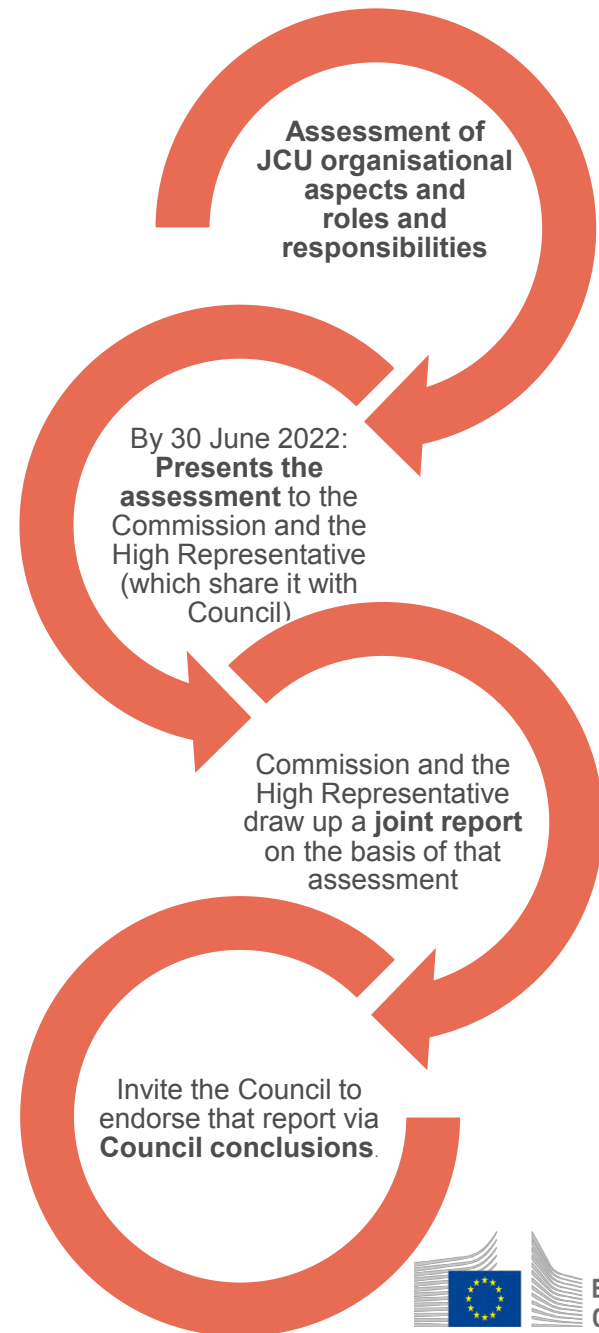 Assessment of
JCU organisational
aspects and
roles and
responsibilities
By 30 June 2022:
Presents the
assessment to the
Commission and the
High Representative
(which share it with
Council)
Commission and the
High Representative
draw up a joint report
on the basis of that
assessment
Invite the Council to
endorse that report via
Council conclusions.